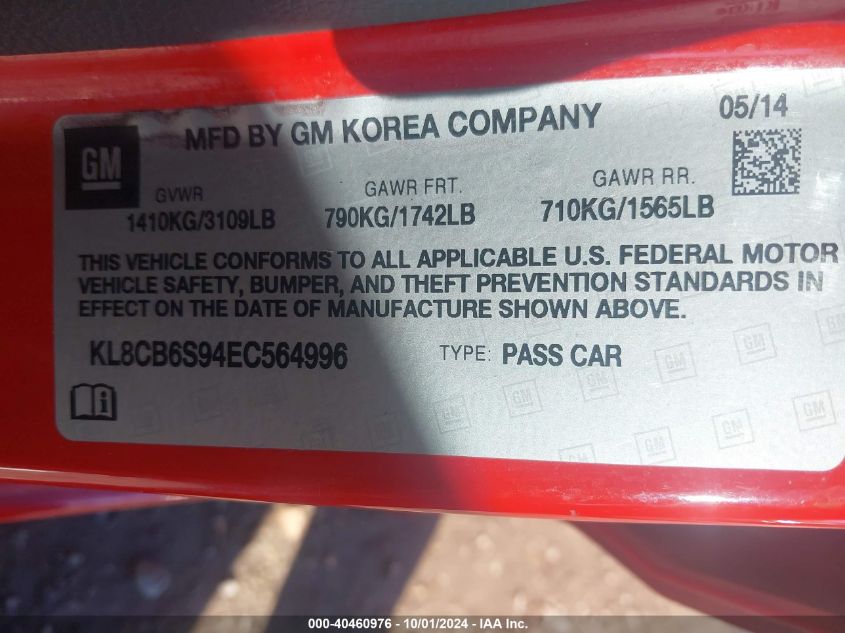 MFD BY GM KOREA COMPANY
05/14
GM
GVWR
1410KG/3109LB
GAWR FRT.
790KG/1742LB
GAWR RR.
710KG/1565LB
THIS VEHICLE CONFORMS TO ALL APPLICABLE U.S. FEDERAL MOTOR
VEHICLE SAFETY, BUMPER, AND THEFT PREVENTION STANDARDS IN
EFFECT ON THE DATE OF MANUFACTURE SHOWN ABOVE.
KL8CB6S94EC564996
TYPE: PASS CAR
000-40460976 - 10/01/2024 - IAA Inc.